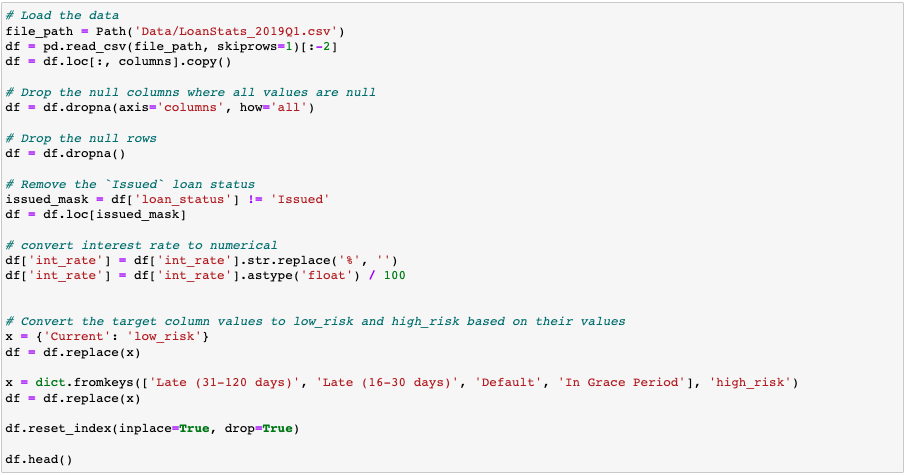 # Load the data
file_path = Path('Data/LoanStats_2019Q1.csv')
df = pd.read_csv(file_path, skiprows=1)[:-2]
df = df.loc[:, columns].copy()

# Drop the null columns where all values are null
df = df.dropna(axis='columns', how='all')

# Drop the null rows
df = df.dropna()

# Remove the `Issued` loan status
issued_mask = df['loan_status'] != 'Issued'
df = df.loc[issued_mask]

# convert interest rate to numerical
df['int_rate'] = df['int_rate'].str.replace('%', '')
df['int_rate'] = df['int_rate'].astype('float') / 100


# Convert the target column values to low_risk and high_risk based on their values
x = {'Current': 'low_risk'}
df = df.replace(x)

x = dict.fromkeys(['Late (31-120 days)', 'Late (16-30 days)', 'Default', 'In Grace Period'], 'high_risk')
df = df.replace(x)

df.reset_index(inplace=True, drop=True)

df.head()